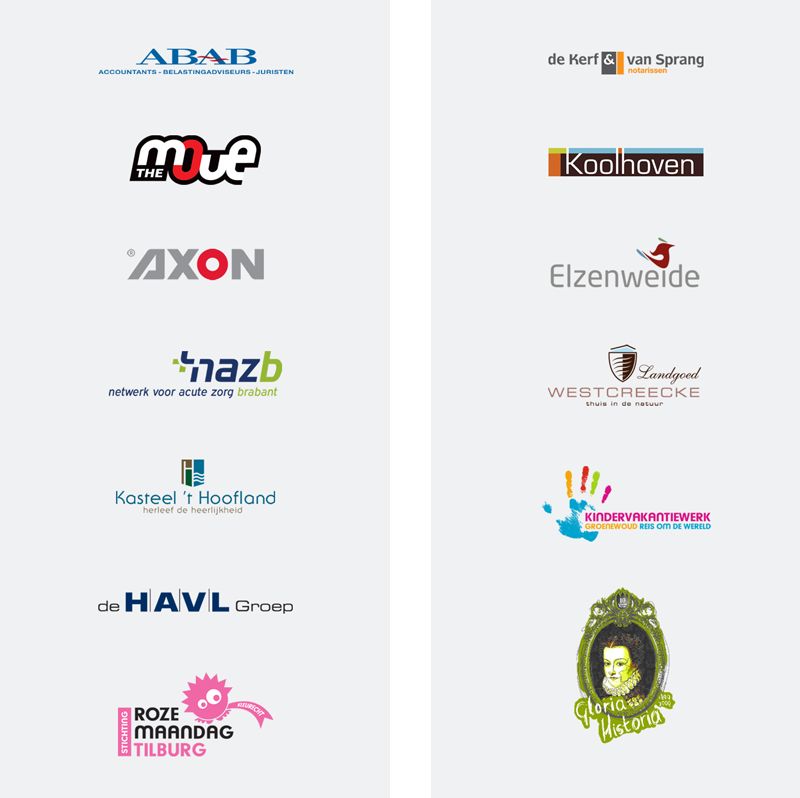 ABAB
ACCOUNTANTS - BELASTINGADVISEURS - JURISTEN
THE move
® AXON
nazb
netwerk voor acute zorg brabant
Kasteel 't Hoofland
herleef de heerlijkheid
de H|A|V|L Groep
STICHTING
ROZE
MAANDAG
TILBURG
KLEURECHT
de Kerf & van Sprang
notarissen
Koolhoven
Elzenweide
Landgoed
WESTCREECKE
thuis in de natuur
KINDERVAKANTIEWERK
GROENEWOUD REIS OM DE WERELD
Gloria
Historia